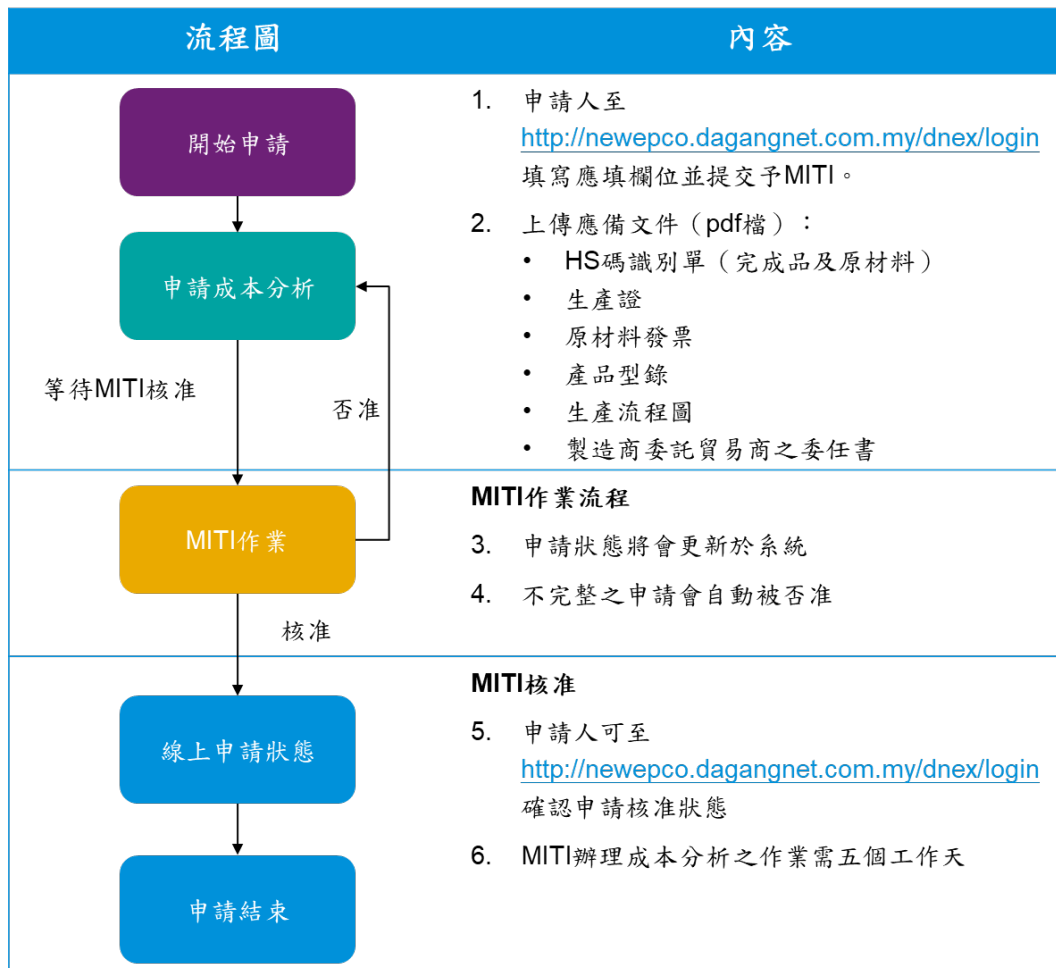 流程圖
內容
開始申請
1. 申請人至
http://newepco.dagangnet.com.my/dnex/login
填寫應填欄位並提交予MITI。
申請成本分析
2. 上傳應備文件（pdf檔）：
• HS碼識別單（完成品及原材料）
• 生產證
• 原材料發票
• 產品型錄
• 生產流程圖
• 製造商委託貿易商之委任書
等待MITI核准
否准
MITI作業
MITI作業流程
3. 申請狀態將會更新於系統
4. 不完整之申請會自動被否准
核准
線上申請狀態
MITI核准
5. 申請人可至
http://newepco.dagangnet.com.my/dnex/login
確認申請核准狀態
6. MITI辦理成本分析之作業需五個工作天
申請結束